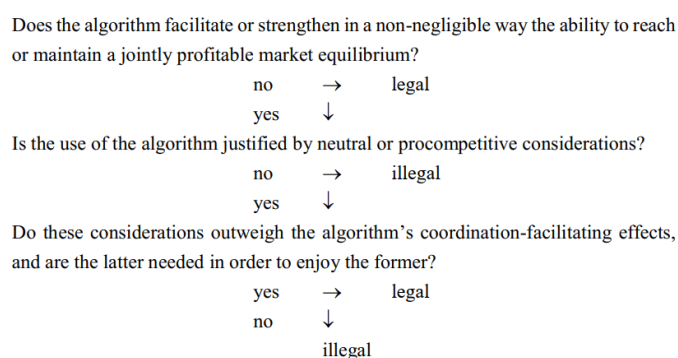 Does the algorithm facilitate or strengthen in a non-negligible way the ability to reach
or maintain a jointly profitable market equilibrium?
no → legal
yes ↓
Is the use of the algorithm justified by neutral or procompetitive considerations?
no → illegal
yes ↓
Do these considerations outweigh the algorithm’s coordination-facilitating effects,
and are the latter needed in order to enjoy the former?
yes → legal
no ↓
illegal